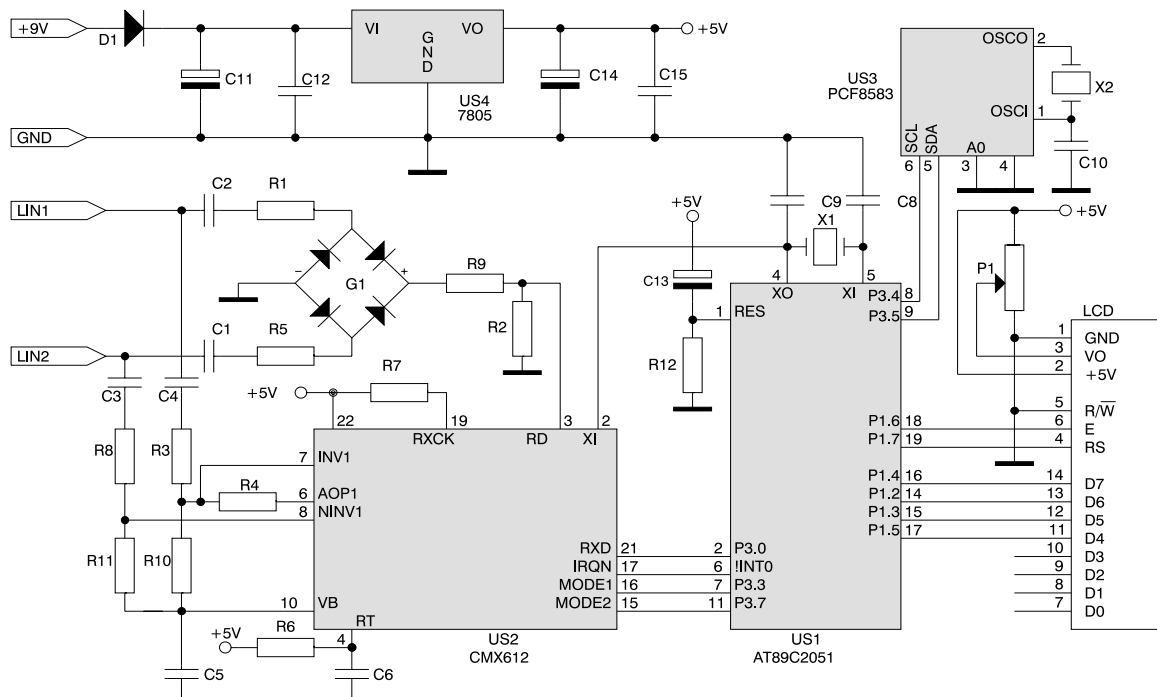 +9V
D1
C11
C12
VI
GND
VO
US4
7805
C14
C15
+5V
GND
US3
PCF8583
OSCO
2
OSCI
1
X2
C10
SCL
SDA
A0
6
5
3
4
LIN1
C2
R1
G1
−
+
R9
R2
LIN2
C1
R5
C3
C4
R8
R3
R11
R10
R4
+5V
R7
+5V
C13
R12
C9
C8
X1
4
5
XO
XI
1
RES
P3.4
8
P3.5
9
P1.6
18
P1.7
19
P1.4
16
P1.2
14
P1.3
15
P1.5
17
2
P3.0
6
!INT0
7
P3.3
11
P3.7
US1
AT89C2051
22
19
RXCK
3
RD
2
XI
7
INV1
6
AOP1
8
NINV1
10
VB
RT
4
RXD
21
IRQN
17
MODE1
16
MODE2
15
US2
CMX612
+5V
R6
C5
C6
+5V
P1
LCD
1
GND
3
VO
2
+5V
5
R/W
6
E
4
RS
14
D7
13
D6
12
D5
11
D4
10
D3
9
D2
8
D1
7
D0